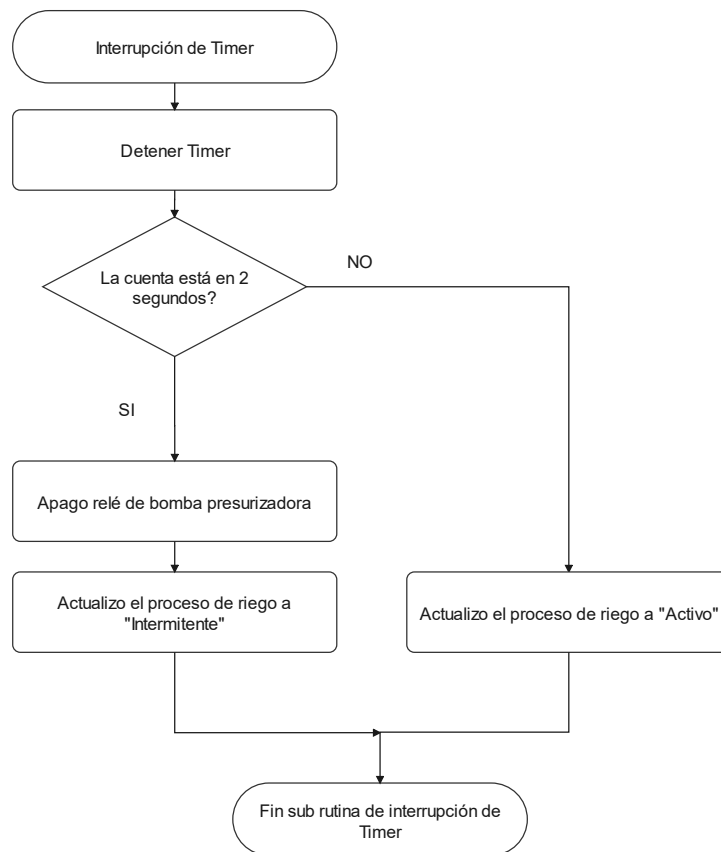 Interrupción de Timer
Detener Timer
La cuenta está en 2
segundos?
NO
SI
Apago relé de bomba presurizadora
Actualizo el proceso de riego a
"Intermitente"
Actualizo el proceso de riego a "Activo"
Fin sub rutina de interrupción de
Timer